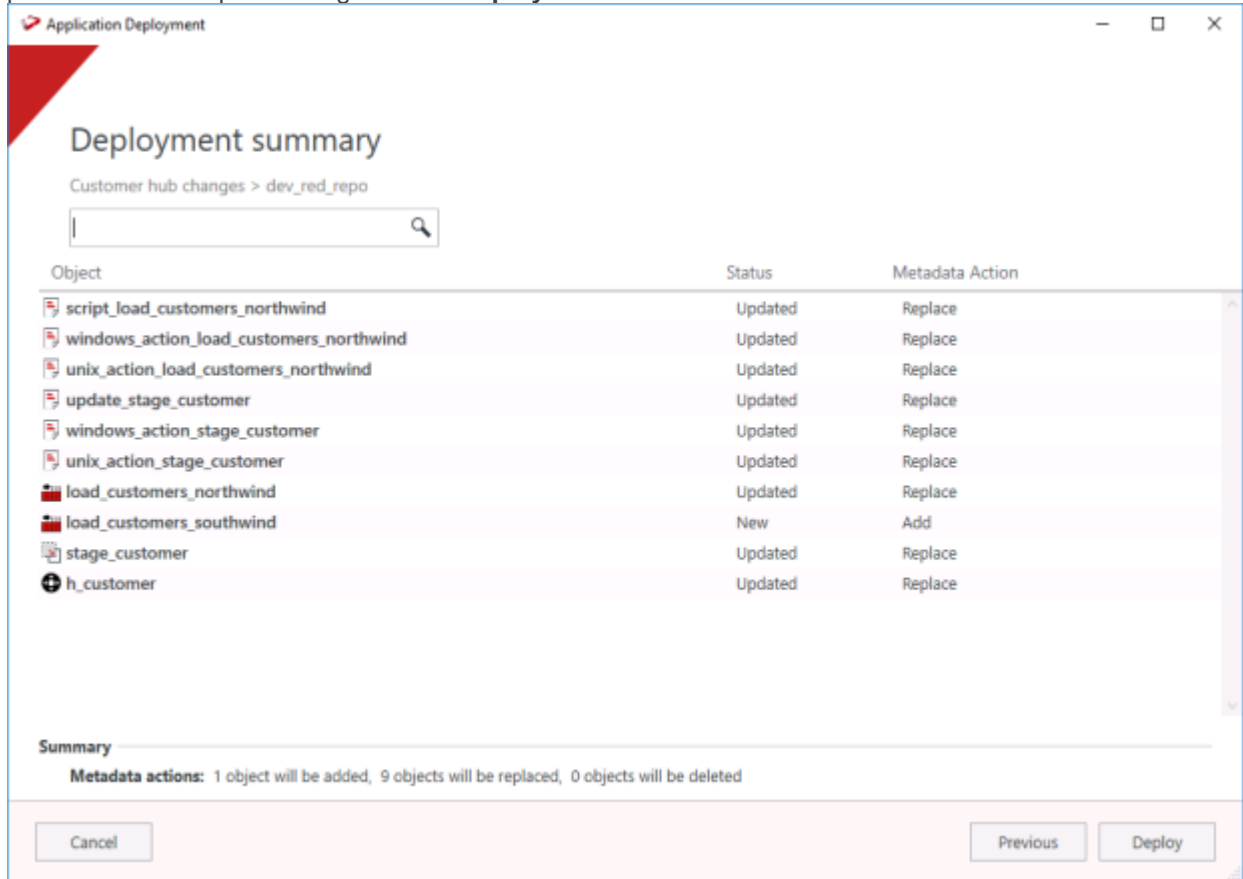 Application Deployment
Deployment summary
Customer hub changes > dev_red_repo
Object Status Metadata Action
script_load_customers_northwind Updated Replace
windows_action_load_customers_northwind Updated Replace
unix_action_load_customers_northwind Updated Replace
update_stage_customer Updated Replace
windows_action_stage_customer Updated Replace
unix_action_stage_customer Updated Replace
load_customers_northwind Updated Replace
load_customers_southwind New Add
stage_customer Updated Replace
h_customer Updated Replace
Summary
Metadata actions: 1 object will be added, 9 objects will be replaced, 0 objects will be deleted
Cancel Previous Deploy